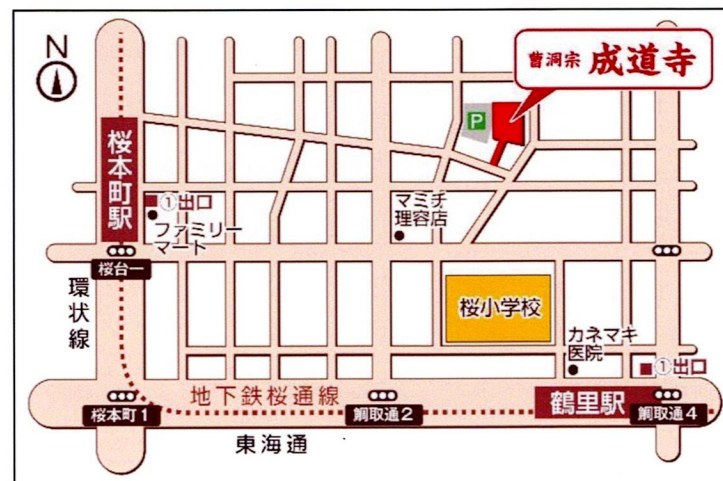 N
曹洞宗 成道寺
P
桜本町駅
①出口
ファミリー
マート
マミチ
理容店
桜台一
環状線
桜小学校
カネマキ
医院
①出口
地下鉄桜通線
鶴里駅
桜本町1
鯛取通2
鯛取通4
東海通